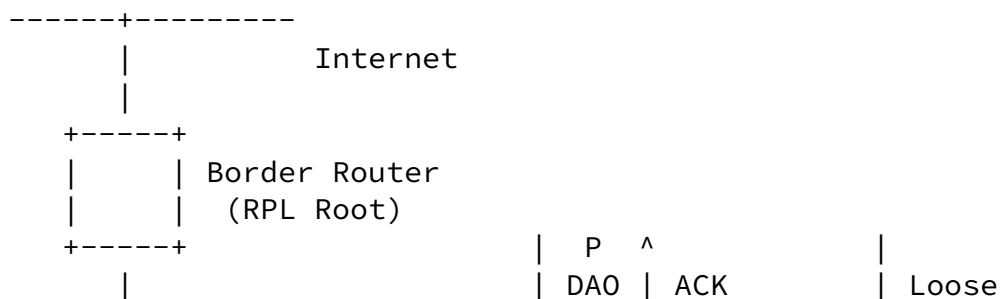 ------+---------
      |          Internet
      |
   +-----+
   |     | Border Router
   |     |  (RPL Root)
   +-----+                   |  P  ^            |
      |                      | DAO | ACK        | Loose